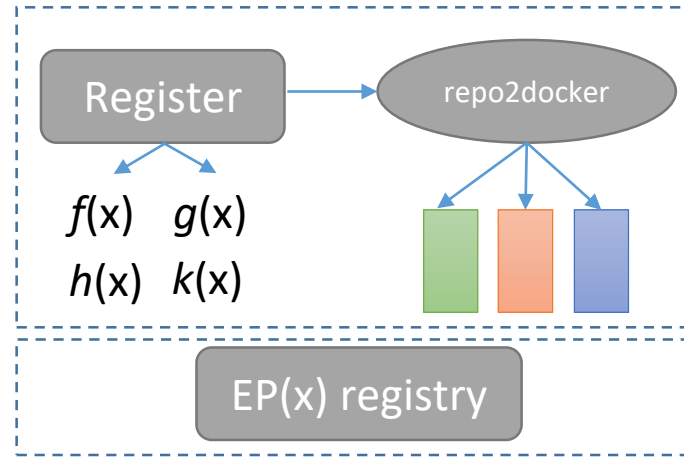 Register
repo2docker
f(x) g(x)
h(x) k(x)
EP(x) registry